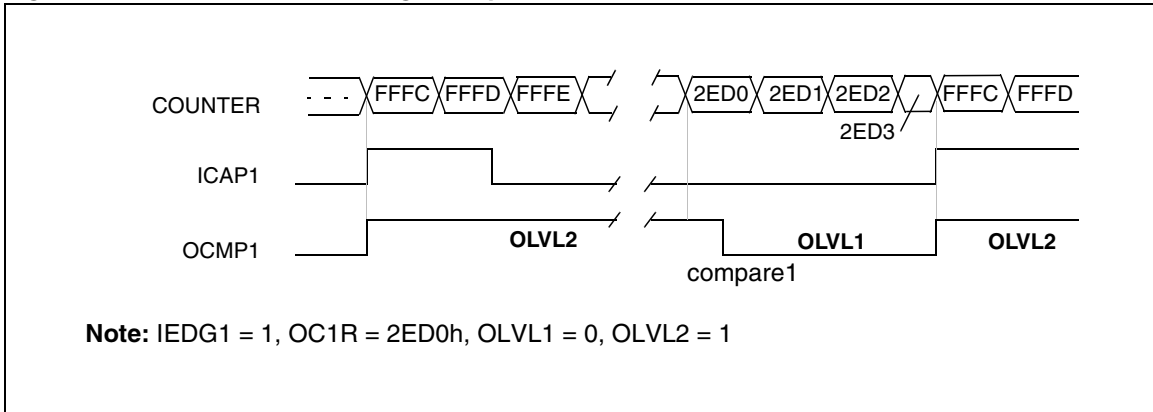 COUNTER - - - FFFC FFFD FFFE 2ED0 2ED1 2ED2 FFFC FFFD
2ED3
ICAP1
OCMP1 OLVL2 OLVL1 OLVL2
compare1
Note: IEDG1 = 1, OC1R = 2ED0h, OLVL1 = 0, OLVL2 = 1